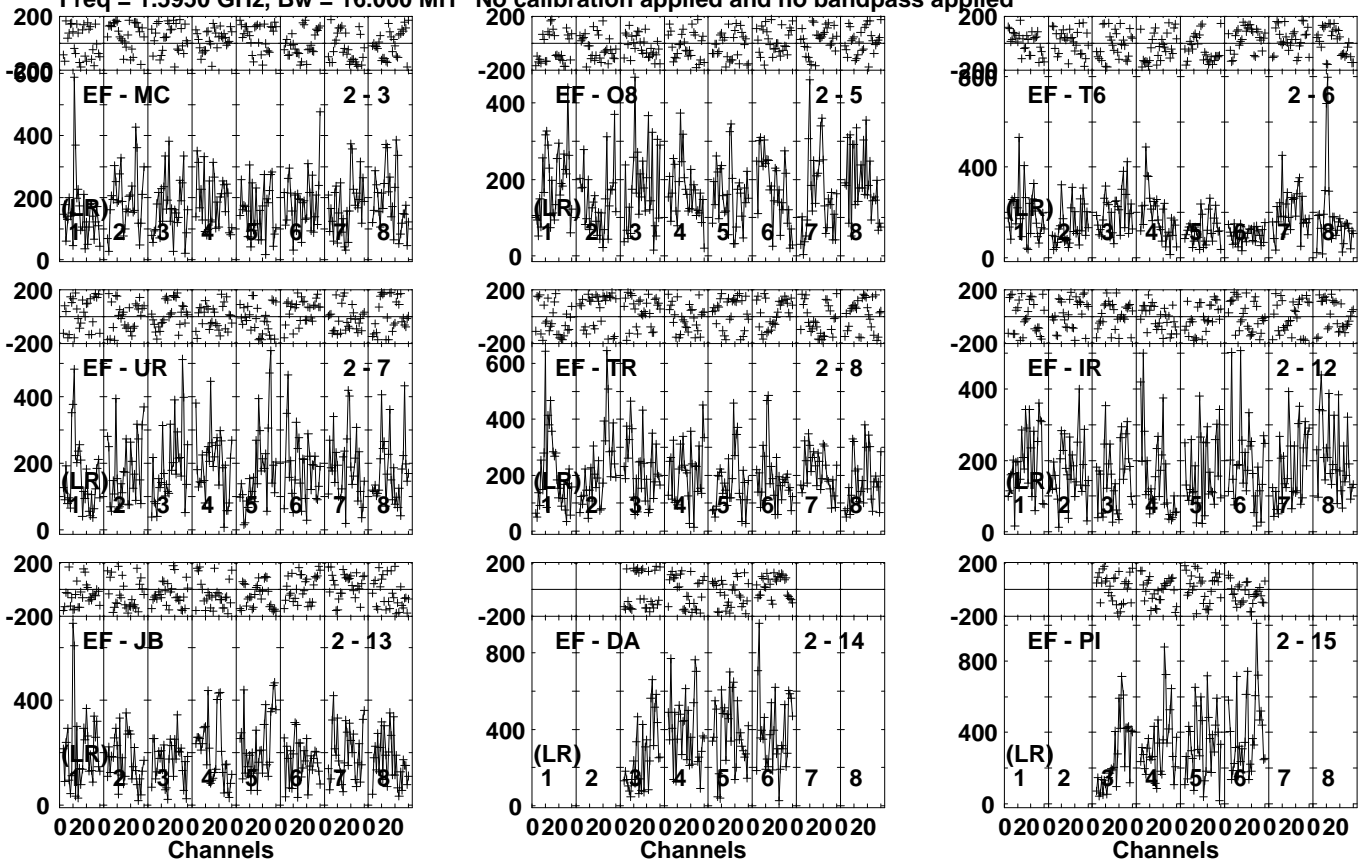 Freq = 1.5950 GHz, Bw = 16.000 MH No calibration applied and no bandpass applied
200
-200
600
400
200
0
EF - MC 2 - 3
(LR)
1 2 3 4 5 6 7 8
200
-200
400
200
0
EF - O8 2 - 5
(LR)
1 2 3 4 5 6 7 8
200
-200
800
400
0
EF - T6 2 - 6
(LR)
1 2 3 4 5 6 7 8
200
-200
400
200
0
EF - UR 2 - 7
(LR)
1 2 3 4 5 6 7 8
200
-200
600
400
200
0
EF - TR 2 - 8
(LR)
1 2 3 4 5 6 7 8
200
-200
400
200
0
EF - IR 2 - 12
(LR)
1 2 3 4 5 6 7 8
200
-200
400
0
EF - JB 2 - 13
(LR)
1 2 3 4 5 6 7 8
200
-200
800
400
0
EF - DA 2 - 14
(LR)
1 2 3 4 5 6 7 8
200
-200
800
400
0
EF - PI 2 - 15
(LR)
1 2 3 4 5 6 7 8
0 20 0 20 0 20 0 20 0 20 0 20 0 20 0 20
Channels
0 20 0 20 0 20 0 20 0 20 0 20 0 20 0 20
Channels
0 20 0 20 0 20 0 20 0 20 0 20 0 20 0 20
Channels